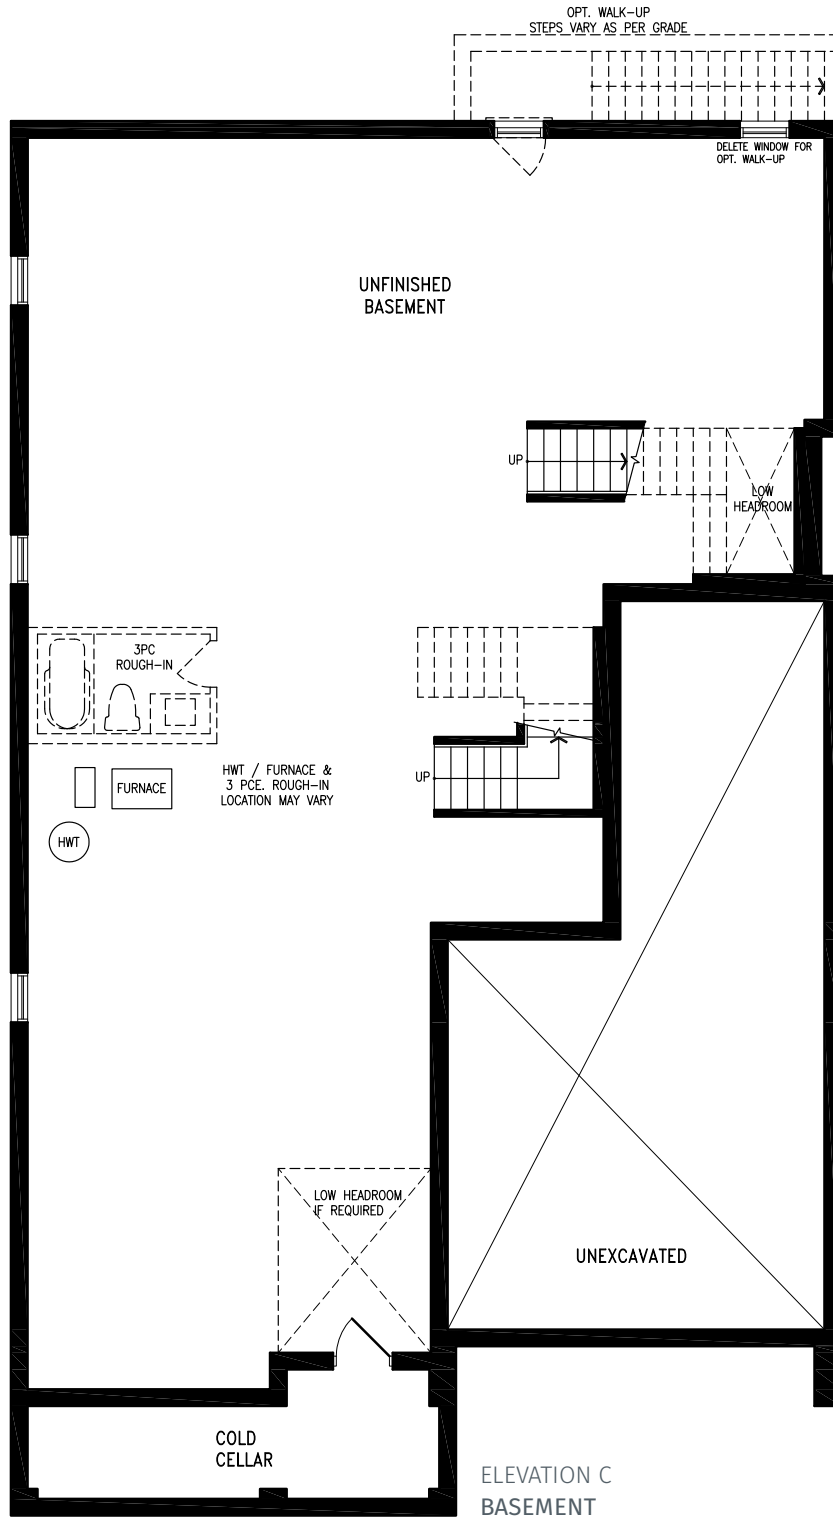 OPT. WALK-UP
STEPS VARY AS PER GRADE
DELETE WINDOW FOR
OPT. WALK-UP
UNFINISHED
BASEMENT
UP
LOW
HEADROOM
3PC
ROUGH-IN
HWT / FURNACE &
3 PCE. ROUGH-IN
LOCATION MAY VARY
FURNACE
UP
HWT
LOW HEADROOM
IF REQUIRED
UNEXCAVATED
COLD
CELLAR
ELEVATION C
BASEMENT